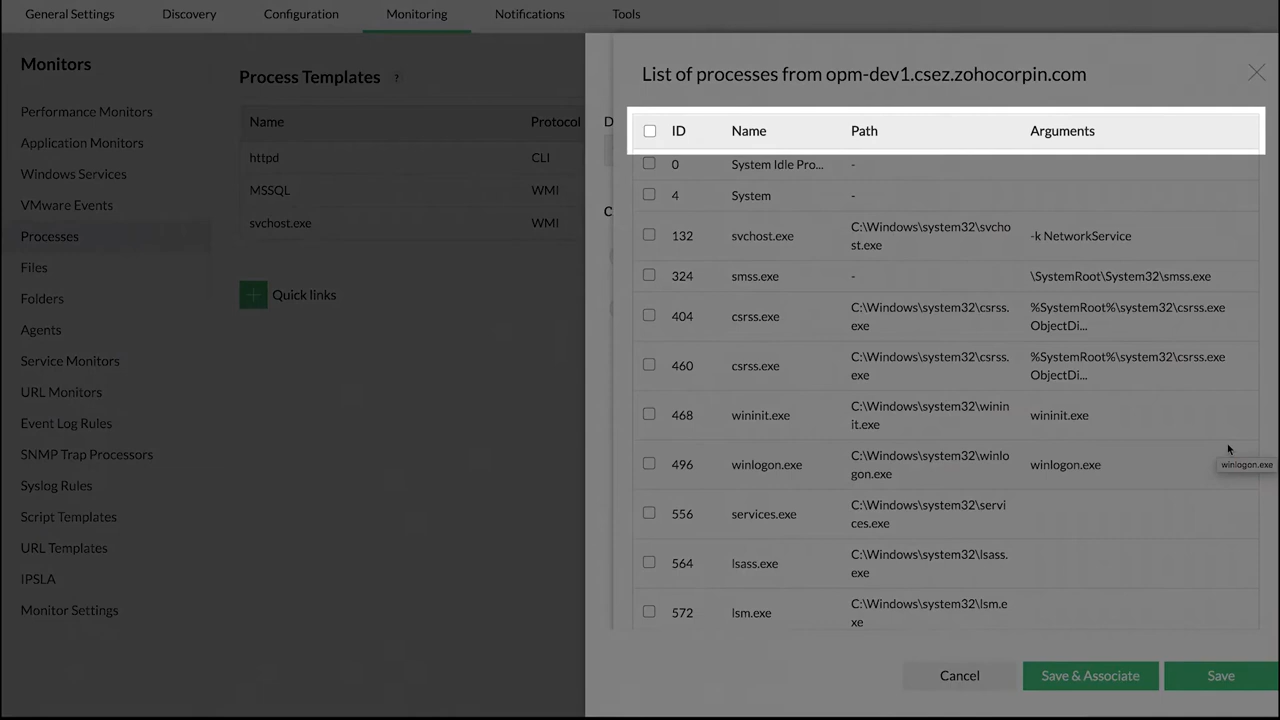 General Settings Discovery Configuration Monitoring Notifications Tools
Monitors
Performance Monitors
Application Monitors
Windows Services
VMware Events
Processes
Files
Folders
Agents
Service Monitors
URL Monitors
Event Log Rules
SNMP Trap Processors
Syslog Rules
Script Templates
URL Templates
IPSLA
Monitor Settings
Process Templates ?
Name Protocol
httpd CLI
MSSQL WMI
svchost.exe WMI
+ Quick links
D
C
List of processes from opm-dev1.csez.zohocorpin.com
ID Name Path Arguments
0 System Idle Pro... -
4 System -
132 svchost.exe C:\Windows\system32\svcho -k NetworkService
st.exe
324 smss.exe - \SystemRoot\System32\smss.exe
404 csrss.exe C:\Windows\system32\csrss. %SystemRoot%\system32\csrss.exe
exe ObjectDi...
460 csrss.exe C:\Windows\system32\csrss. %SystemRoot%\system32\csrss.exe
exe ObjectDi...
468 wininit.exe C:\Windows\system32\winin wininit.exe
it.exe
496 winlogon.exe C:\Windows\system32\winlo winlogon.exe
gon.exe
winlogon.exe
556 services.exe C:\Windows\system32\servi
ces.exe
564 lsass.exe C:\Windows\system32\lsass.
exe
572 lsm.exe C:\Windows\system32\lsm.e
xe
Cancel Save & Associate Save